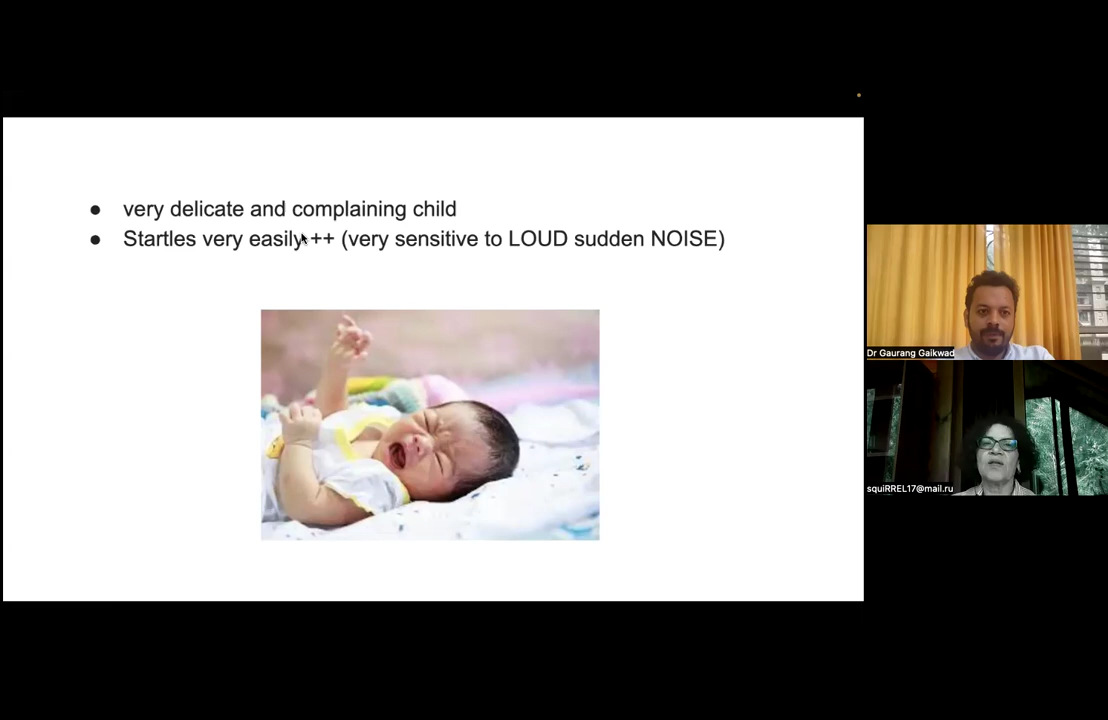 ● very delicate and complaining child
● Startles very easily ++ (very sensitive to LOUD sudden NOISE)
Dr Gaurang Gaikwad
squiRREL17@mail.ru